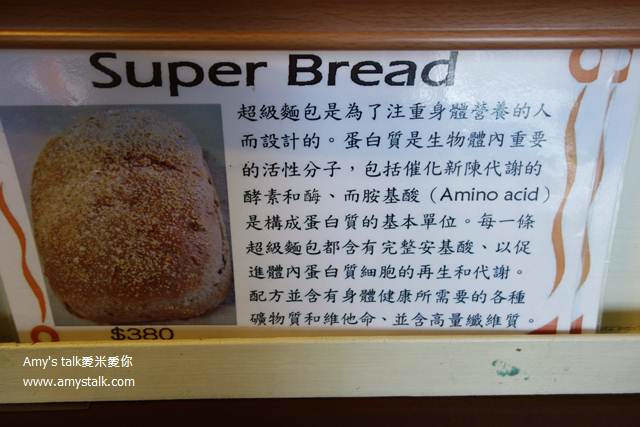 Super Bread
超級麵包是為了注重身體營養的人
而設計的。蛋白質是生物體內重要
的活性分子，包括催化新陳代謝的
酵素和酶、而胺基酸（Amino acid）
是構成蛋白質的基本單位。每一條
超級麵包都含有完整安基酸、以促
進體內蛋白質細胞的再生和代謝。
配方並含有身體健康所需要的各種
礦物質和維他命、並含高量纖維質。
$380
Amy's talk愛米愛你
www.amystalk.com